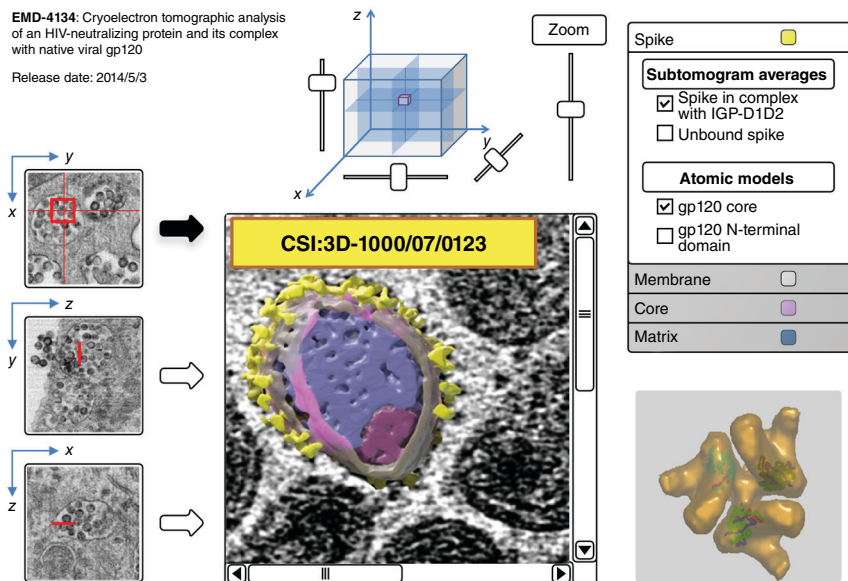 EMD-4134: Cryoelectron tomographic analysis
of an HIV-neutralizing protein and its complex
with native viral gp120
Release date: 2014/5/3
z
y
x
Zoom
Spike
Subtomogram averages
Spike in complex
with IGP-D1D2
Unbound spike
Atomic models
gp120 core
gp120 N-terminal
domain
Membrane
Core
Matrix
y
x
CSI:3D-1000/07/0123
z
y
x
z